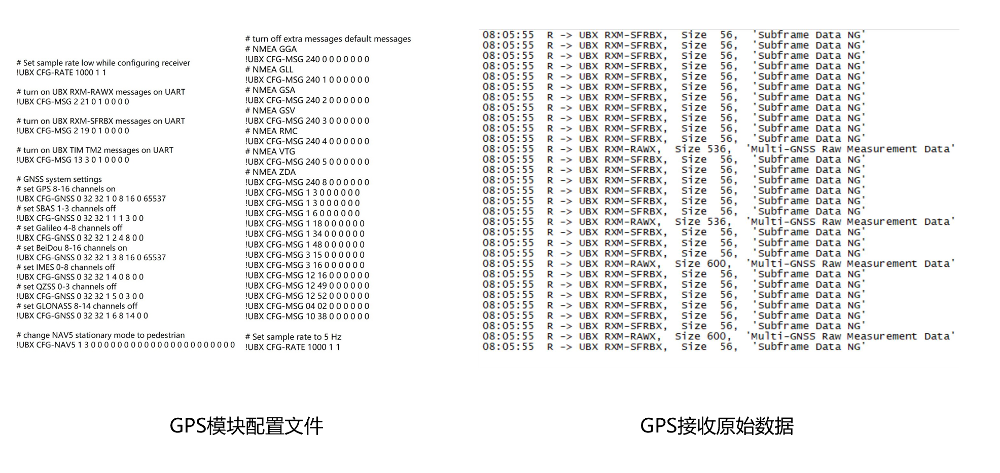 # Set sample rate low while configuring receiver
!UBX CFG-RATE 1000 1 1
# turn on UBX RXM-RAWX messages on UART
!UBX CFG-MSG 2 21 0 1 0 0 0 0
# turn on UBX RXM-SFRBX messages on UART
!UBX CFG-MSG 2 19 0 1 0 0 0 0
# turn on UBX TIM TM2 messages on UART
!UBX CFG-MSG 13 3 0 1 0 0 0 0
# GNSS system settings
# set GPS 8-16 channels on
!UBX CFG-GNSS 0 32 32 1 0 8 16 0 65537
# set SBAS 1-3 channels off
!UBX CFG-GNSS 0 32 32 1 1 1 3 0 0
# set Galileo 4-8 channels off
!UBX CFG-GNSS 0 32 32 1 2 4 8 0 0
# set BeiDou 8-16 channels on
!UBX CFG-GNSS 0 32 32 1 3 8 16 0 65537
# set IMES 0-8 channels off
!UBX CFG-GNSS 0 32 32 1 4 0 8 0 0
# set QZSS 0-3 channels off
!UBX CFG-GNSS 0 32 32 1 5 0 3 0 0
# set GLONASS 8-14 channels off
!UBX CFG-GNSS 0 32 32 1 6 8 14 0 0
# change NAV5 stationary mode to pedestrian
!UBX CFG-NAV5 1 3 0 0 0 0 0 0 0 0 0 0 0 0 0 0 0 0 0 0 0 0 0 0
# turn off extra messages default messages
# NMEA GGA
!UBX CFG-MSG 240 0 0 0 0 0 0 0
# NMEA GLL
!UBX CFG-MSG 240 1 0 0 0 0 0 0
# NMEA GSA
!UBX CFG-MSG 240 2 0 0 0 0 0 0
# NMEA GSV
!UBX CFG-MSG 240 3 0 0 0 0 0 0
# NMEA RMC
!UBX CFG-MSG 240 4 0 0 0 0 0 0
# NMEA VTG
!UBX CFG-MSG 240 5 0 0 0 0 0 0
# NMEA ZDA
!UBX CFG-MSG 240 8 0 0 0 0 0 0
!UBX CFG-MSG 1 3 0 0 0 0 0 0
!UBX CFG-MSG 1 3 0 0 0 0 0 0
!UBX CFG-MSG 1 6 0 0 0 0 0 0
!UBX CFG-MSG 1 18 0 0 0 0 0 0
!UBX CFG-MSG 1 34 0 0 0 0 0 0
!UBX CFG-MSG 1 48 0 0 0 0 0 0
!UBX CFG-MSG 3 15 0 0 0 0 0 0
!UBX CFG-MSG 3 16 0 0 0 0 0 0
!UBX CFG-MSG 12 16 0 0 0 0 0 0
!UBX CFG-MSG 12 49 0 0 0 0 0 0
!UBX CFG-MSG 12 52 0 0 0 0 0 0
!UBX CFG-MSG 04 02 0 0 0 0 0 0
!UBX CFG-MSG 10 38 0 0 0 0 0 0
# Set sample rate to 5 Hz
!UBX CFG-RATE 1000 1 1
08:05:55 R -> UBX RXM-SFRBX, Size 56, 'Subframe Data NG'
08:05:55 R -> UBX RXM-SFRBX, Size 56, 'Subframe Data NG'
08:05:55 R -> UBX RXM-SFRBX, Size 56, 'Subframe Data NG'
08:05:55 R -> UBX RXM-SFRBX, Size 56, 'Subframe Data NG'
08:05:55 R -> UBX RXM-SFRBX, Size 56, 'Subframe Data NG'
08:05:55 R -> UBX RXM-SFRBX, Size 56, 'Subframe Data NG'
08:05:55 R -> UBX RXM-SFRBX, Size 56, 'Subframe Data NG'
08:05:55 R -> UBX RXM-SFRBX, Size 56, 'Subframe Data NG'
08:05:55 R -> UBX RXM-SFRBX, Size 56, 'Subframe Data NG'
08:05:55 R -> UBX RXM-SFRBX, Size 56, 'Subframe Data NG'
08:05:55 R -> UBX RXM-SFRBX, Size 56, 'Subframe Data NG'
08:05:55 R -> UBX RXM-RAWX, Size 536, 'Multi-GNSS Raw Measurement Data'
08:05:55 R -> UBX RXM-SFRBX, Size 56, 'Subframe Data NG'
08:05:55 R -> UBX RXM-SFRBX, Size 56, 'Subframe Data NG'
08:05:55 R -> UBX RXM-SFRBX, Size 56, 'Subframe Data NG'
08:05:55 R -> UBX RXM-SFRBX, Size 56, 'Subframe Data NG'
08:05:55 R -> UBX RXM-SFRBX, Size 56, 'Subframe Data NG'
08:05:55 R -> UBX RXM-SFRBX, Size 56, 'Subframe Data NG'
08:05:55 R -> UBX RXM-RAWX, Size 536, 'Multi-GNSS Raw Measurement Data'
08:05:55 R -> UBX RXM-SFRBX, Size 56, 'Subframe Data NG'
08:05:55 R -> UBX RXM-SFRBX, Size 56, 'Subframe Data NG'
08:05:55 R -> UBX RXM-SFRBX, Size 56, 'Subframe Data NG'
08:05:55 R -> UBX RXM-RAWX, Size 600, 'Multi-GNSS Raw Measurement Data'
08:05:55 R -> UBX RXM-SFRBX, Size 56, 'Subframe Data NG'
08:05:55 R -> UBX RXM-SFRBX, Size 56, 'Subframe Data NG'
08:05:55 R -> UBX RXM-SFRBX, Size 56, 'Subframe Data NG'
08:05:55 R -> UBX RXM-SFRBX, Size 56, 'Subframe Data NG'
08:05:55 R -> UBX RXM-SFRBX, Size 56, 'Subframe Data NG'
08:05:55 R -> UBX RXM-SFRBX, Size 56, 'Subframe Data NG'
08:05:55 R -> UBX RXM-RAWX, Size 600, 'Multi-GNSS Raw Measurement Data'
08:05:55 R -> UBX RXM-SFRBX, Size 56, 'Subframe Data NG'
GPS模块配置文件
GPS接收原始数据